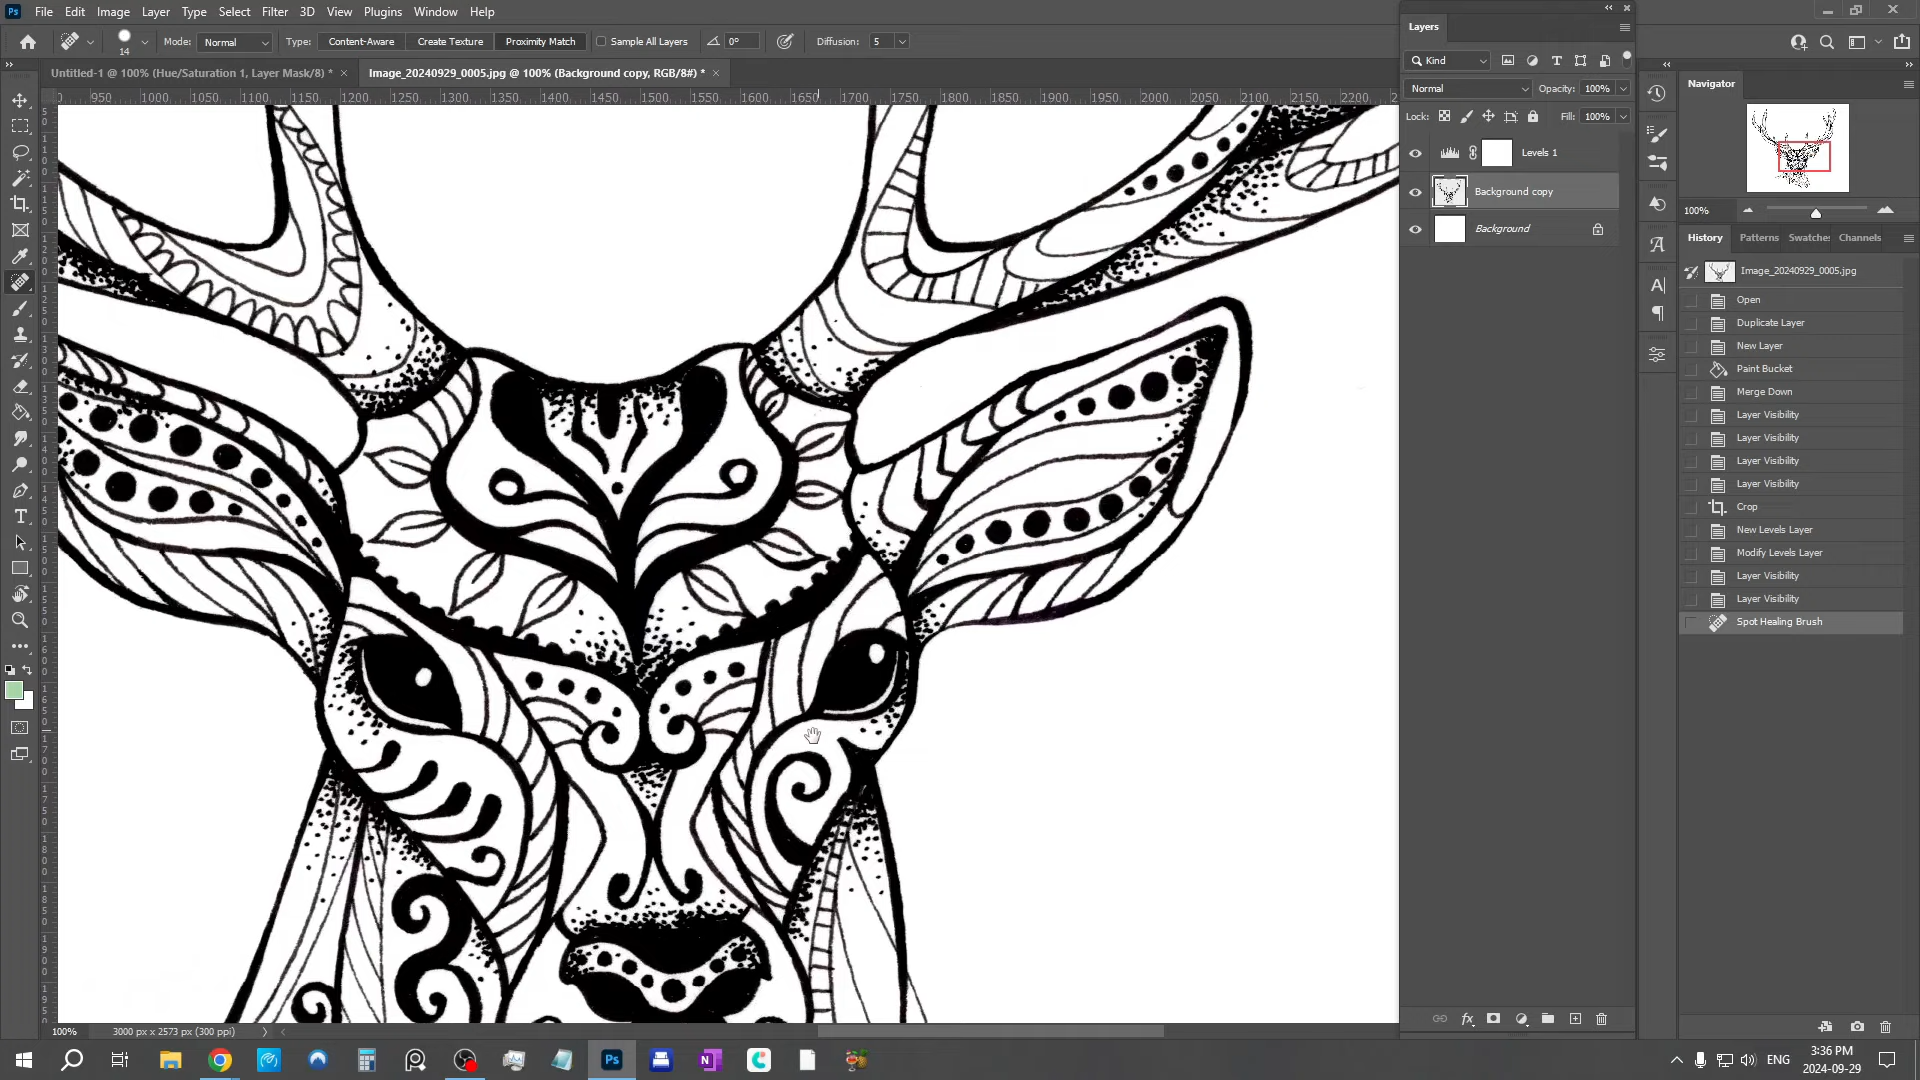 File Edit Image Layer Type Select Filter 3D View Plugins Window Help
14 Mode: Normal Type: Content-Aware Create Texture Proximity Match Sample All Layers 0° Diffusion: 5
Untitled-1 @ 100% (Hue/Saturation 1, Layer Mask/8) * × Image_20240929_0005.jpg @ 100% (Background copy, RGB/8#) * ×
950 1000 1050 1100 1150 1200 1250 1300 1350 1400 1450 1500 1550 1600 1650 1700 1750 1800 1850 1900 1950 2000 2050 2100 2150 2200
Layers
Kind
Normal Opacity: 100%
Lock: Fill: 100%
Levels 1
Background copy
Background
Navigator
100%
History Patterns Swatches Channels
Image_20240929_0005.jpg
Open
Duplicate Layer
New Layer
Paint Bucket
Merge Down
Layer Visibility
Layer Visibility
Layer Visibility
Layer Visibility
Crop
New Levels Layer
Modify Levels Layer
Layer Visibility
Layer Visibility
Spot Healing Brush
100% 3000 px x 2573 px (300 ppi)
ENG 3:36 PM
2024-09-29